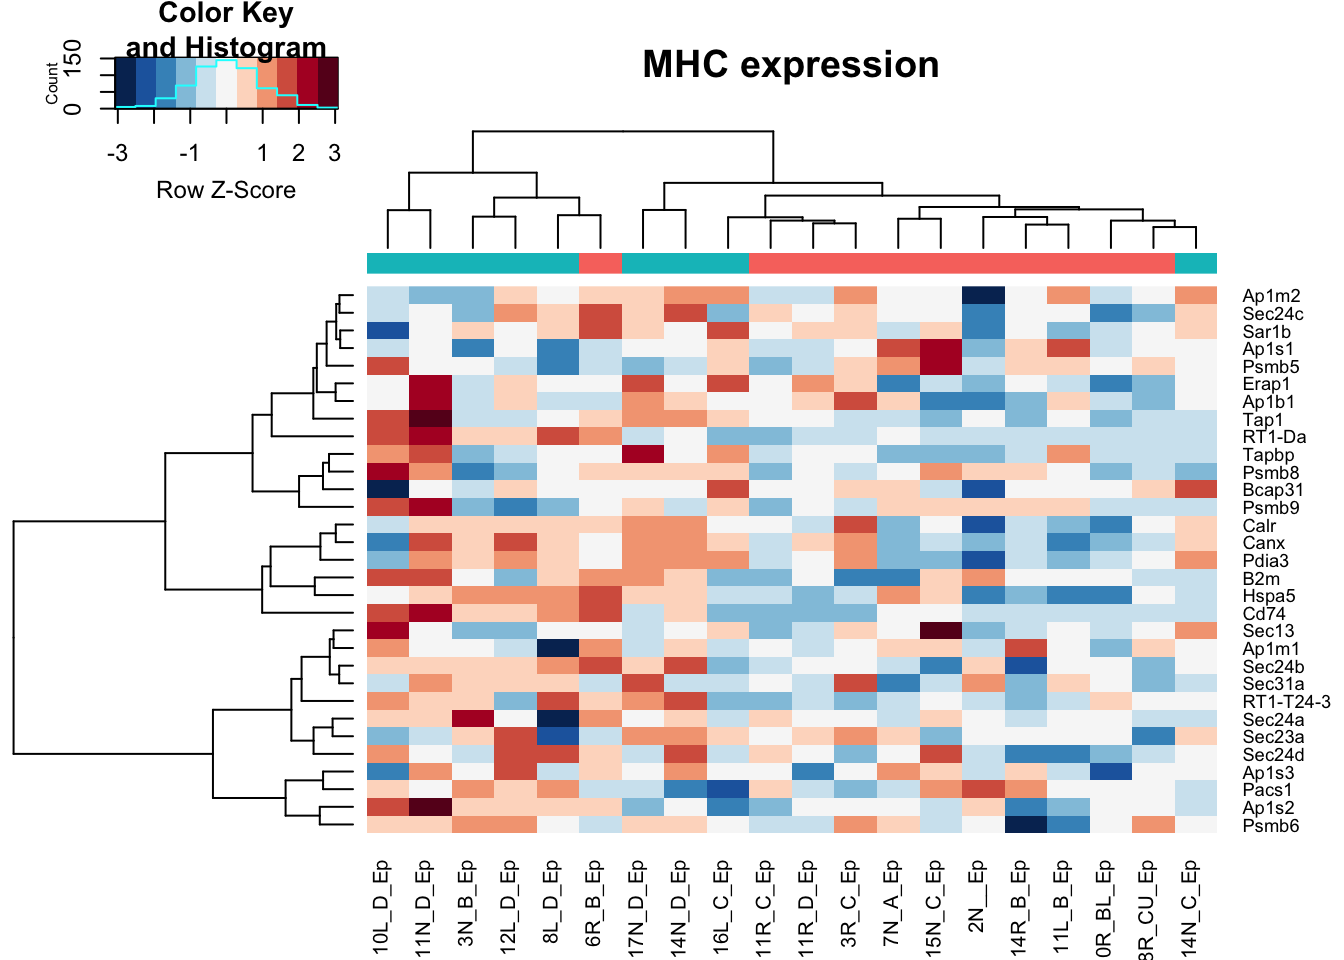 Color Key
and Histogram
MHC expression
Count
0 150
-3 -1 1 2 3
Row Z-Score
Ap1m2
Sec24c
Sar1b
Ap1s1
Psmb5
Erap1
Ap1b1
Tap1
RT1-Da
Tapbp
Psmb8
Bcap31
Psmb9
Calr
Canx
Pdia3
B2m
Hspa5
Cd74
Sec13
Ap1m1
Sec24b
Sec31a
RT1-T24-3
Sec24a
Sec23a
Sec24d
Ap1s3
Pacs1
Ap1s2
Psmb6
10L_D_Ep
11N_D_Ep
3N_B_Ep
12L_D_Ep
8L_D_Ep
6R_B_Ep
17N_D_Ep
14N_D_Ep
16L_C_Ep
11R_C_Ep
11R_D_Ep
3R_C_Ep
7N_A_Ep
15N_C_Ep
2N__Ep
14R_B_Ep
11L_B_Ep
0R_BL_Ep
8R_CU_Ep
14N_C_Ep